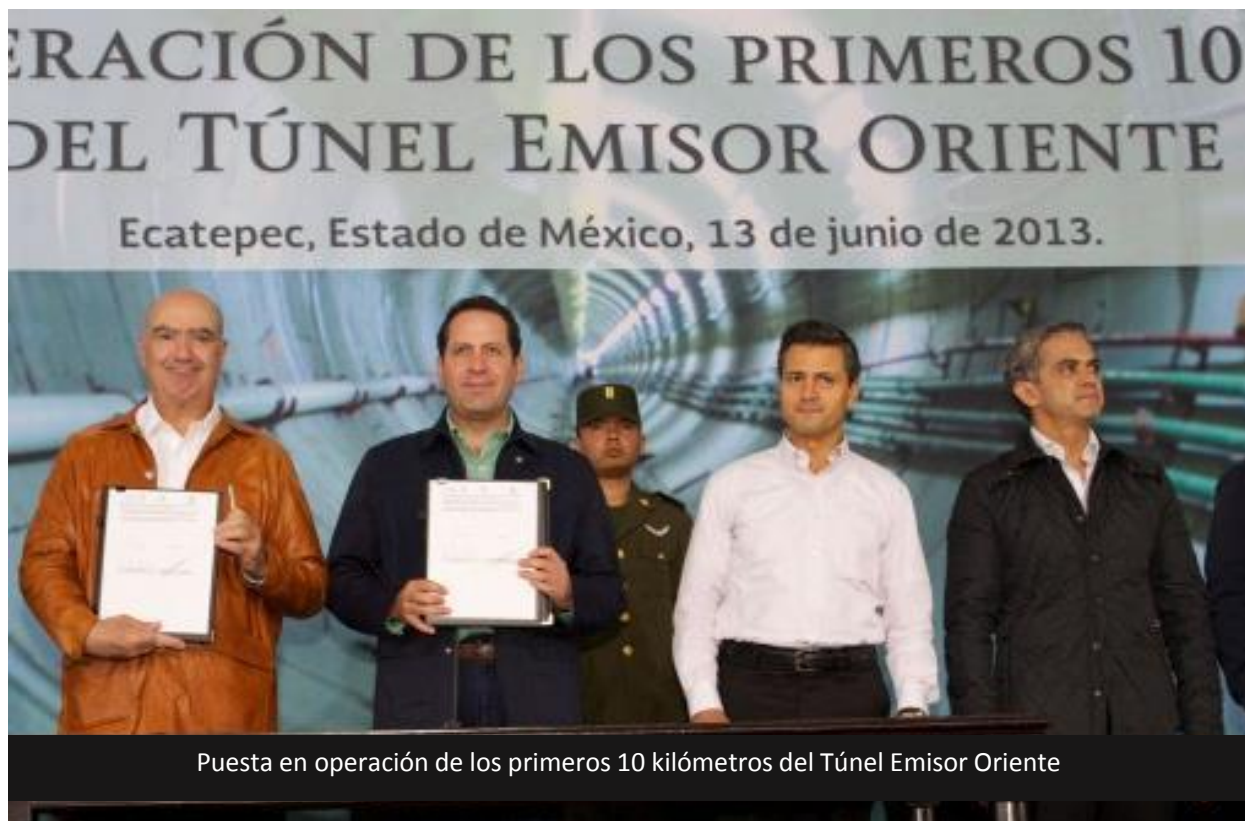 ERACIÓN DE LOS PRIMEROS 10
DEL TÚNEL EMISOR ORIENTE
Ecatepec, Estado de México, 13 de junio de 2013.
Puesta en operación de los primeros 10 kilómetros del Túnel Emisor Oriente